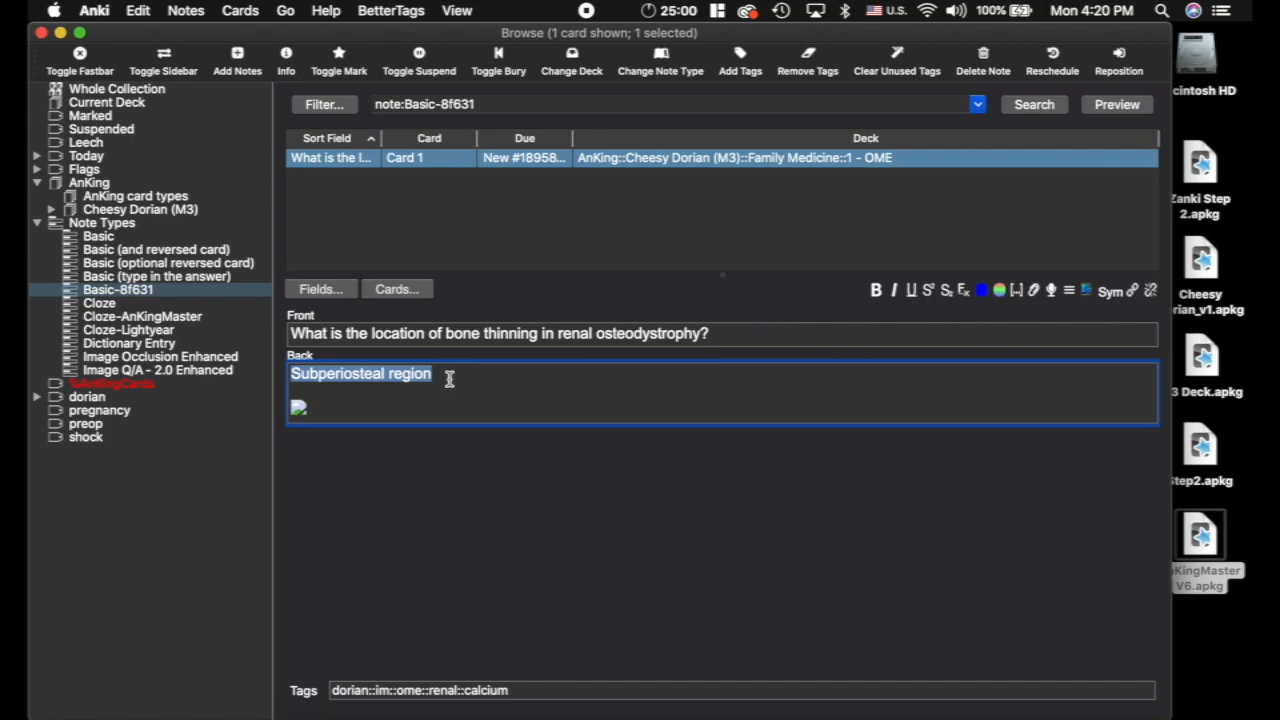 Anki Edit Notes Cards Go Help BetterTags View 25:00 U.S. 100% Mon 4:20 PM
Browse (1 card shown; 1 selected)
Toggle Fastbar Toggle Sidebar Add Notes Info Toggle Mark Toggle Suspend Toggle Bury Change Deck Change Note Type Add Tags Remove Tags Clear Unused Tags Delete Note Reschedule Reposition
Whole Collection
Current Deck
Marked
Suspended
Leech
Today
Flags
AnKing
AnKing card types
Cheesy Dorian (M3)
Note Types
Basic
Basic (and reversed card)
Basic (optional reversed card)
Basic (type in the answer)
Basic-8f631
Cloze
Cloze-AnKingMaster
Cloze-Lightyear
Dictionary Entry
Image Occlusion Enhanced
Image Q/A - 2.0 Enhanced
%AnKingCards
dorian
pregnancy
preop
shock
Filter... note:Basic-8f631 Search Preview
Sort Field Card Due Deck
What is the l... Card 1 New #18958... AnKing::Cheesy Dorian (M3)::Family Medicine::1 - OME
Fields... Cards... B I U Sym
Front
What is the location of bone thinning in renal osteodystrophy?
Back
Subperiosteal region
Tags dorian::im::ome::renal::calcium
cintosh HD
Zanki Step
2.apkg
Cheesy
rian_v1.apkg
3 Deck.apkg
Step2.apkg
nKingMaster
V6.apkg